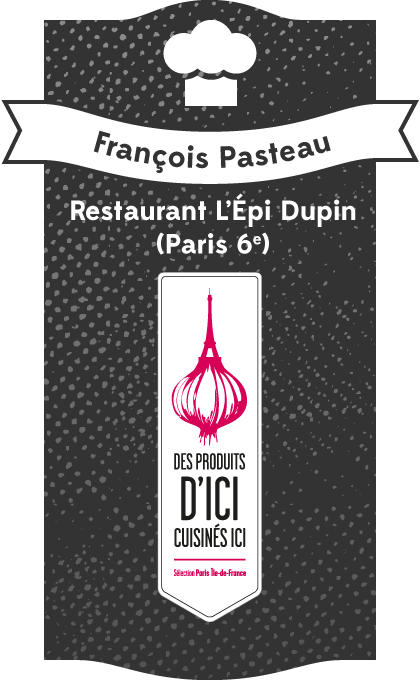 François Pasteau
Restaurant L'Épi Dupin
(Paris 6e)
DES PRODUITS
D'ICI
CUISINÉS ICI
Sélection Paris Île-de-France